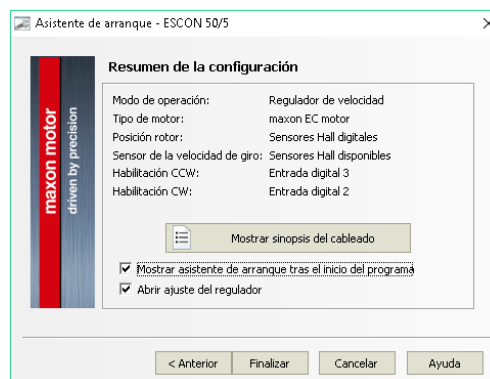 Asistente de arranque - ESCON 50/5
maxon motor
driven by precision
Resumen de la configuración
Modo de operación: Regulador de velocidad
Tipo de motor: maxon EC motor
Posición rotor: Sensores Hall digitales
Sensor de la velocidad de giro: Sensores Hall disponibles
Habilitación CCW: Entrada digital 3
Habilitación CW: Entrada digital 2
Mostrar sinopsis del cableado
Mostrar asistente de arranque tras el inicio del programa
Abrir ajuste del regulador
< Anterior Finalizar Cancelar Ayuda